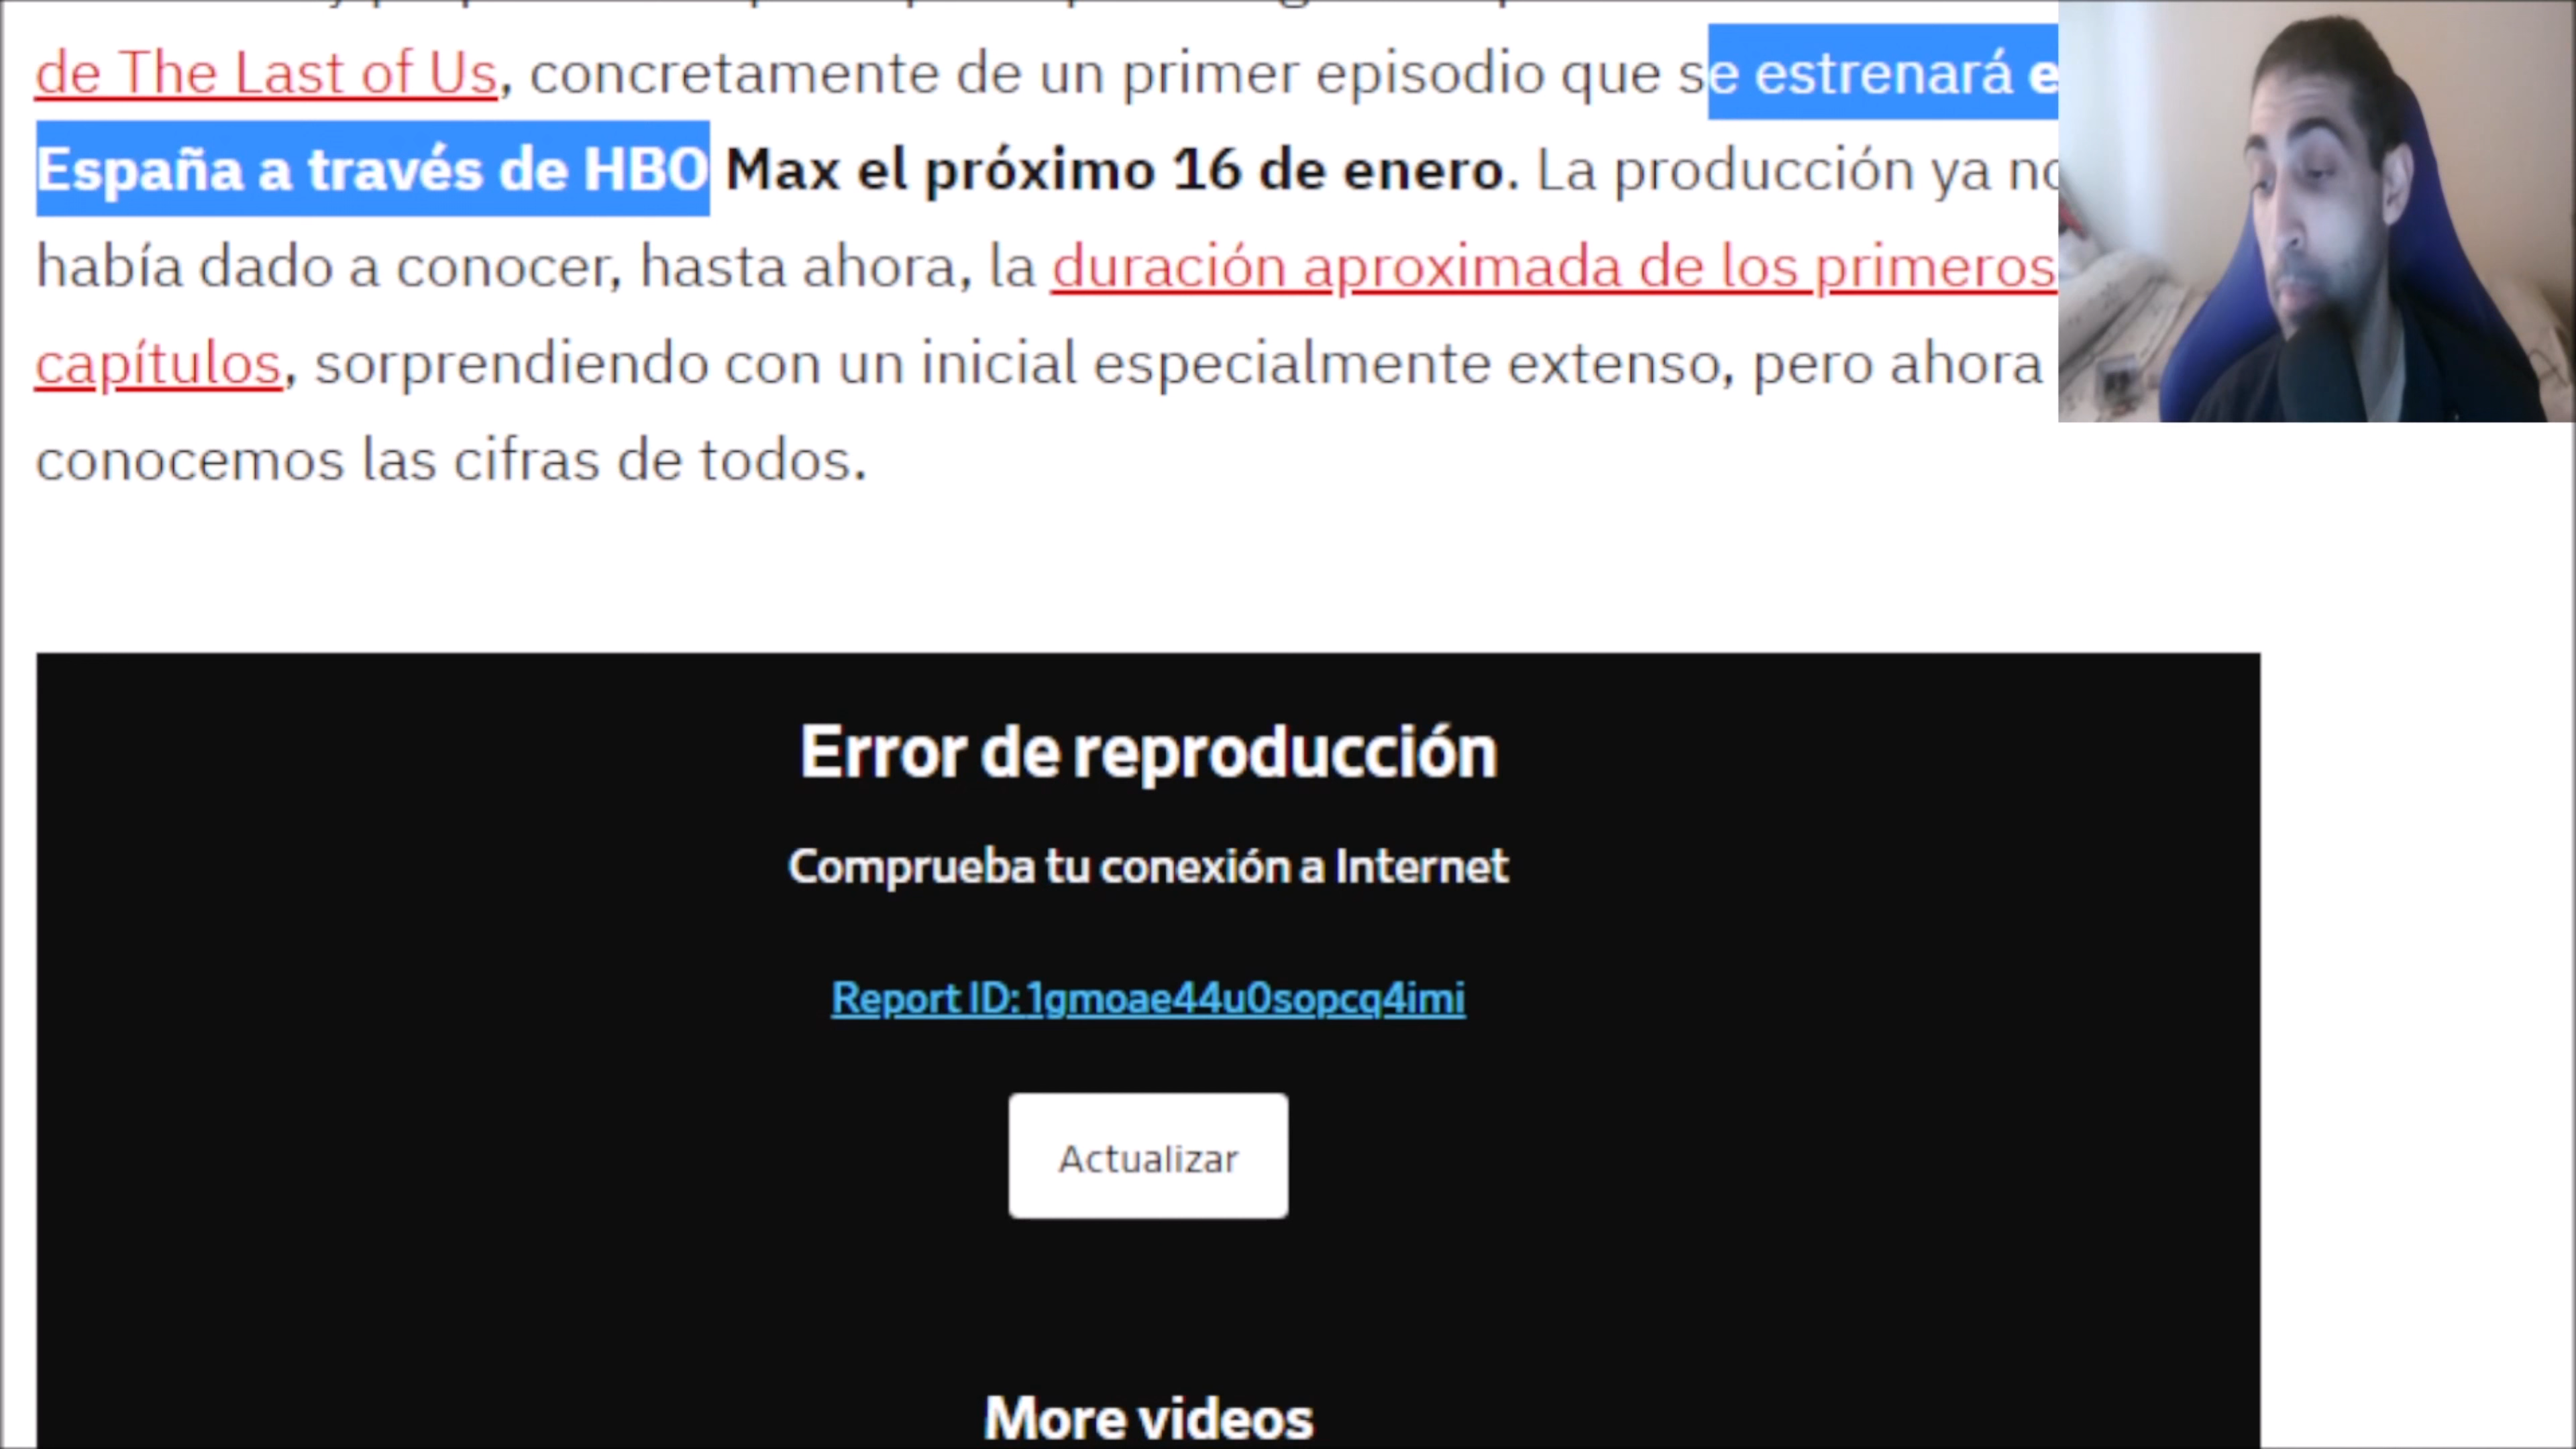 de The Last of Us, concretamente de un primer episodio que se estrenará
España a través de HBO Max el próximo 16 de enero. La producción ya
había dado a conocer, hasta ahora, la duración aproximada de los primeros
capítulos, sorprendiendo con un inicial especialmente extenso, pero ahora
conocemos las cifras de todos.
Error de reproducción
Comprueba tu conexión a Internet
Report ID: 1gmoae44u0sopcq4imi
Actualizar
More videos